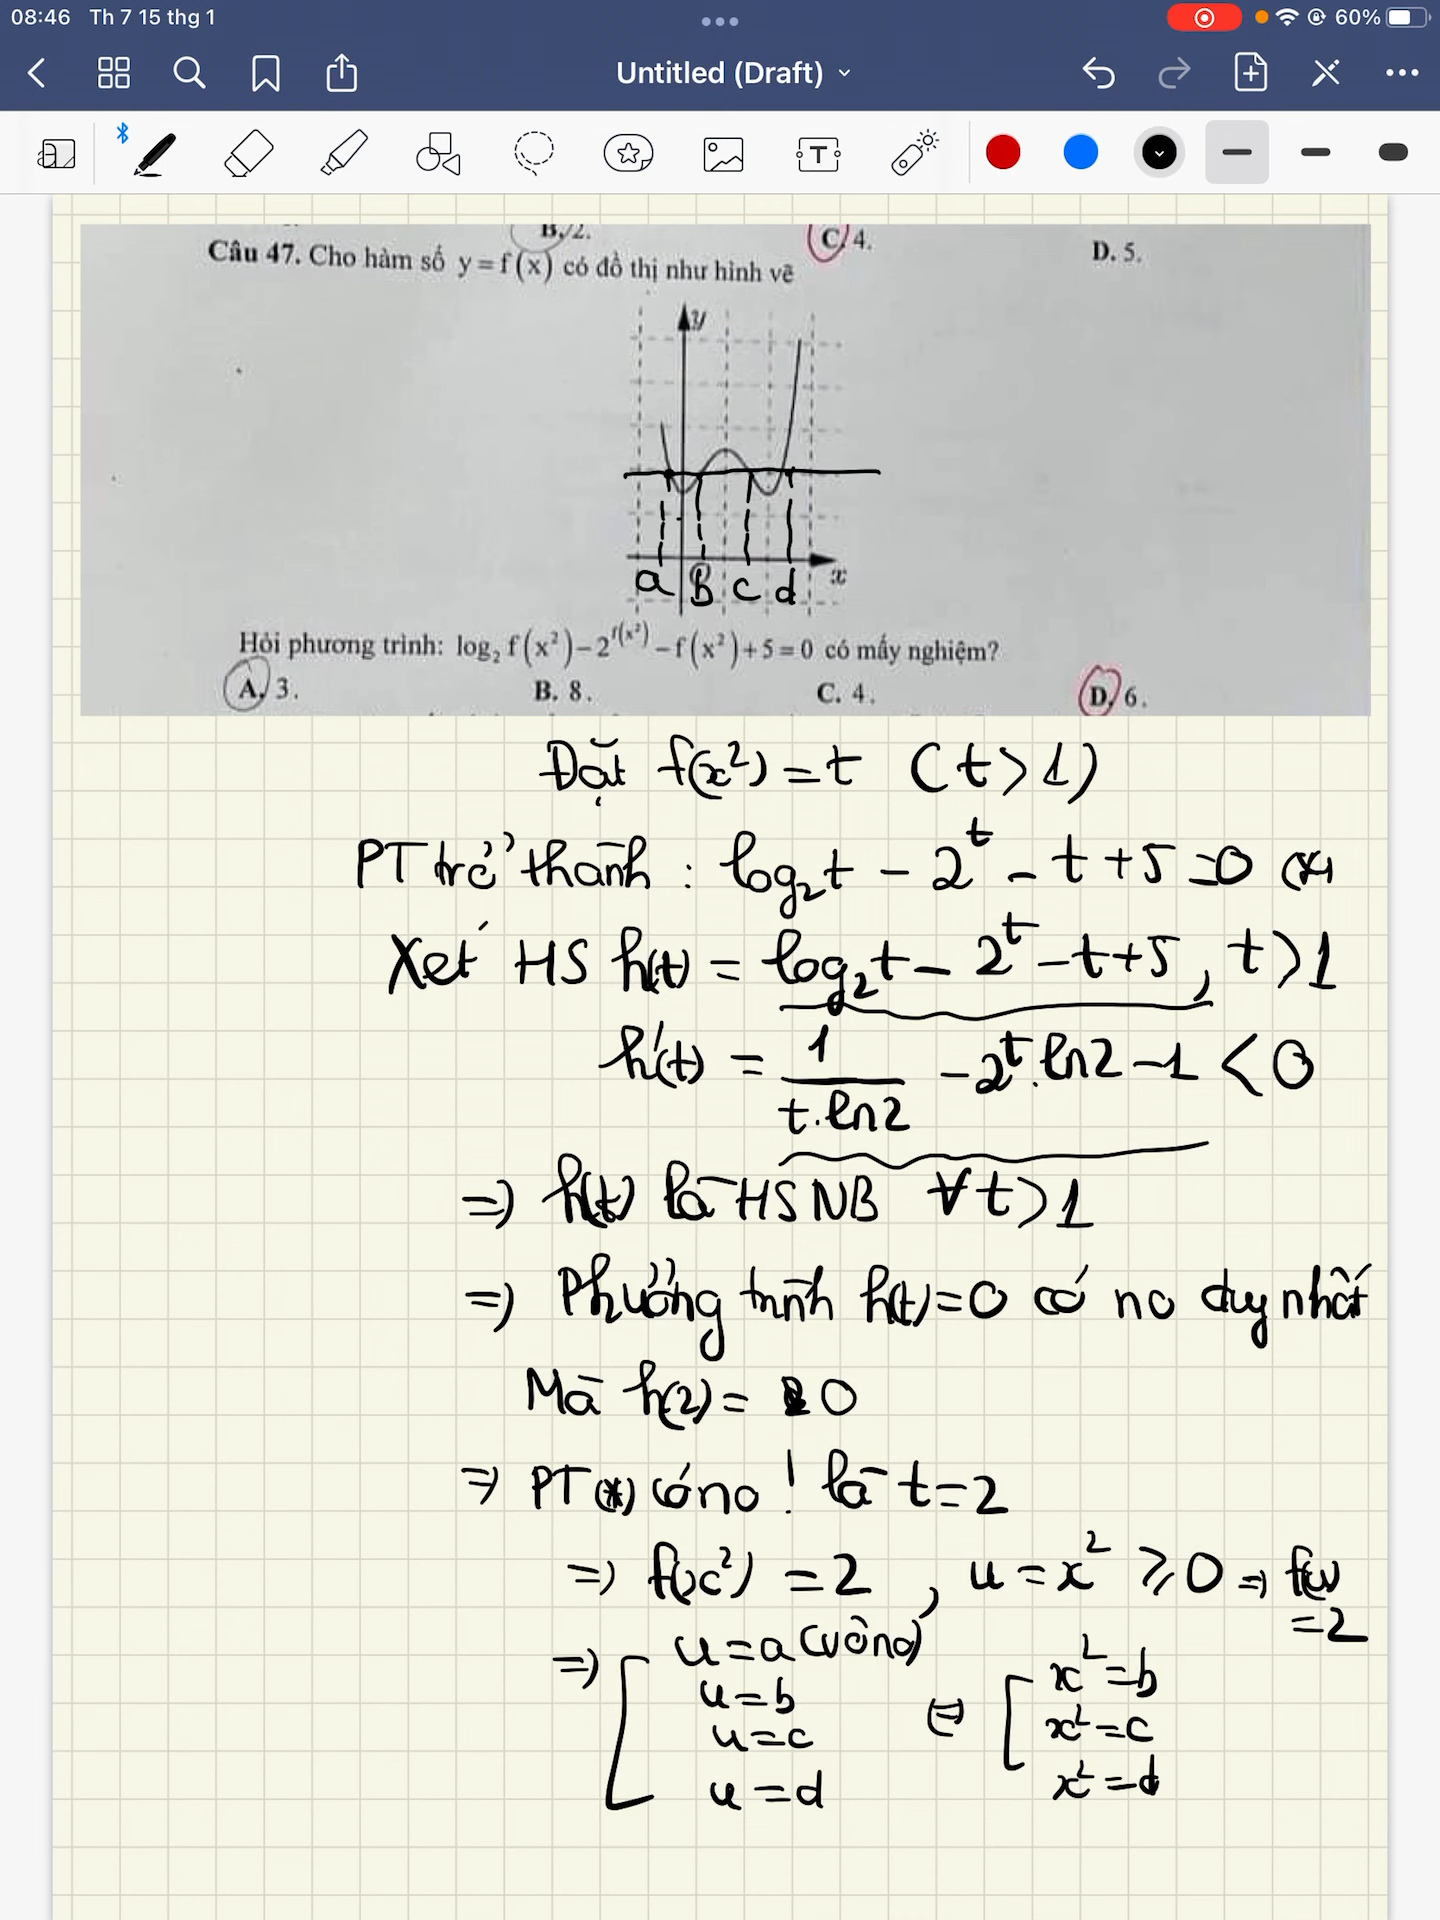 08:46 Th 7 15 thg 1
60%
Untitled (Draft)
B. 2.
C. 4.
D. 5.
Câu 47. Cho hàm số y = f(x) có đồ thị như hình vẽ
y
x
a B c d
Hỏi phương trình: log₂ f(x²) − 2^f(x²) − f(x²) + 5 = 0 có mấy nghiệm?
A. 3.
B. 8.
C. 4.
D. 6.
Đặt f(x²) = t (t > 1)
PT trở thành : log₂t − 2^t − t + 5 = 0 (*)
Xét HS h(t) = log₂t − 2^t − t + 5, t > 1
h'(t) = 1/(t.ln2) − 2^t.ln2 − 1 < 0
=> h(t) là HSNB ∀t > 1
=> Phưởng trình h(t) = 0 có no duy nhất
Mà h(2) = 0
=> PT(*) có no ! là t = 2
=> f(x²) = 2 , u = x² ⩾ 0 => f(u) = 2
=> [ u = a (vô no)
u = b
u = c
u = d
⇔ [ x² = b
x² = c
x² = d